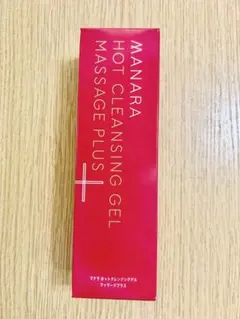 MANARA
HOT CLEANSING GEL
MASSAGE PLUS
マナラ ホットクレンジングゲル
マッサージプラス